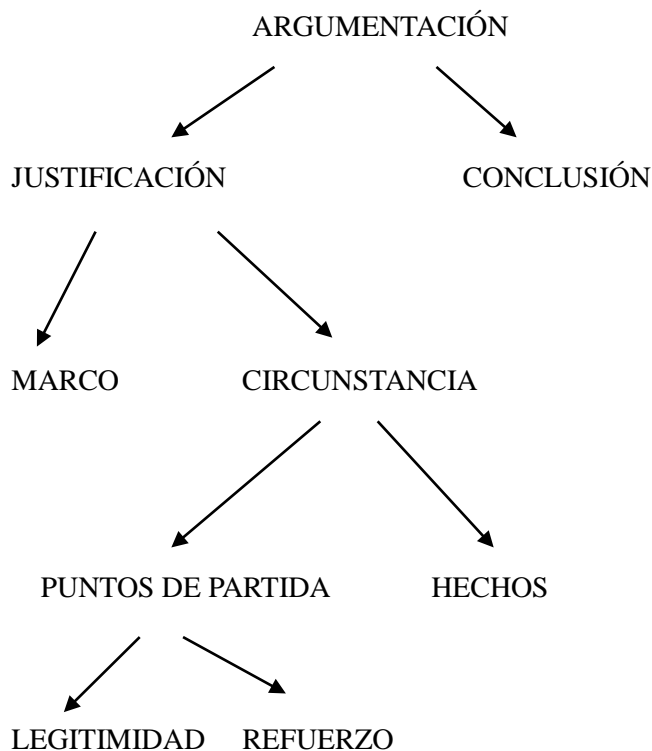 ARGUMENTACIÓN
JUSTIFICACIÓN CONCLUSIÓN
MARCO CIRCUNSTANCIA
PUNTOS DE PARTIDA HECHOS
LEGITIMIDAD REFUERZO